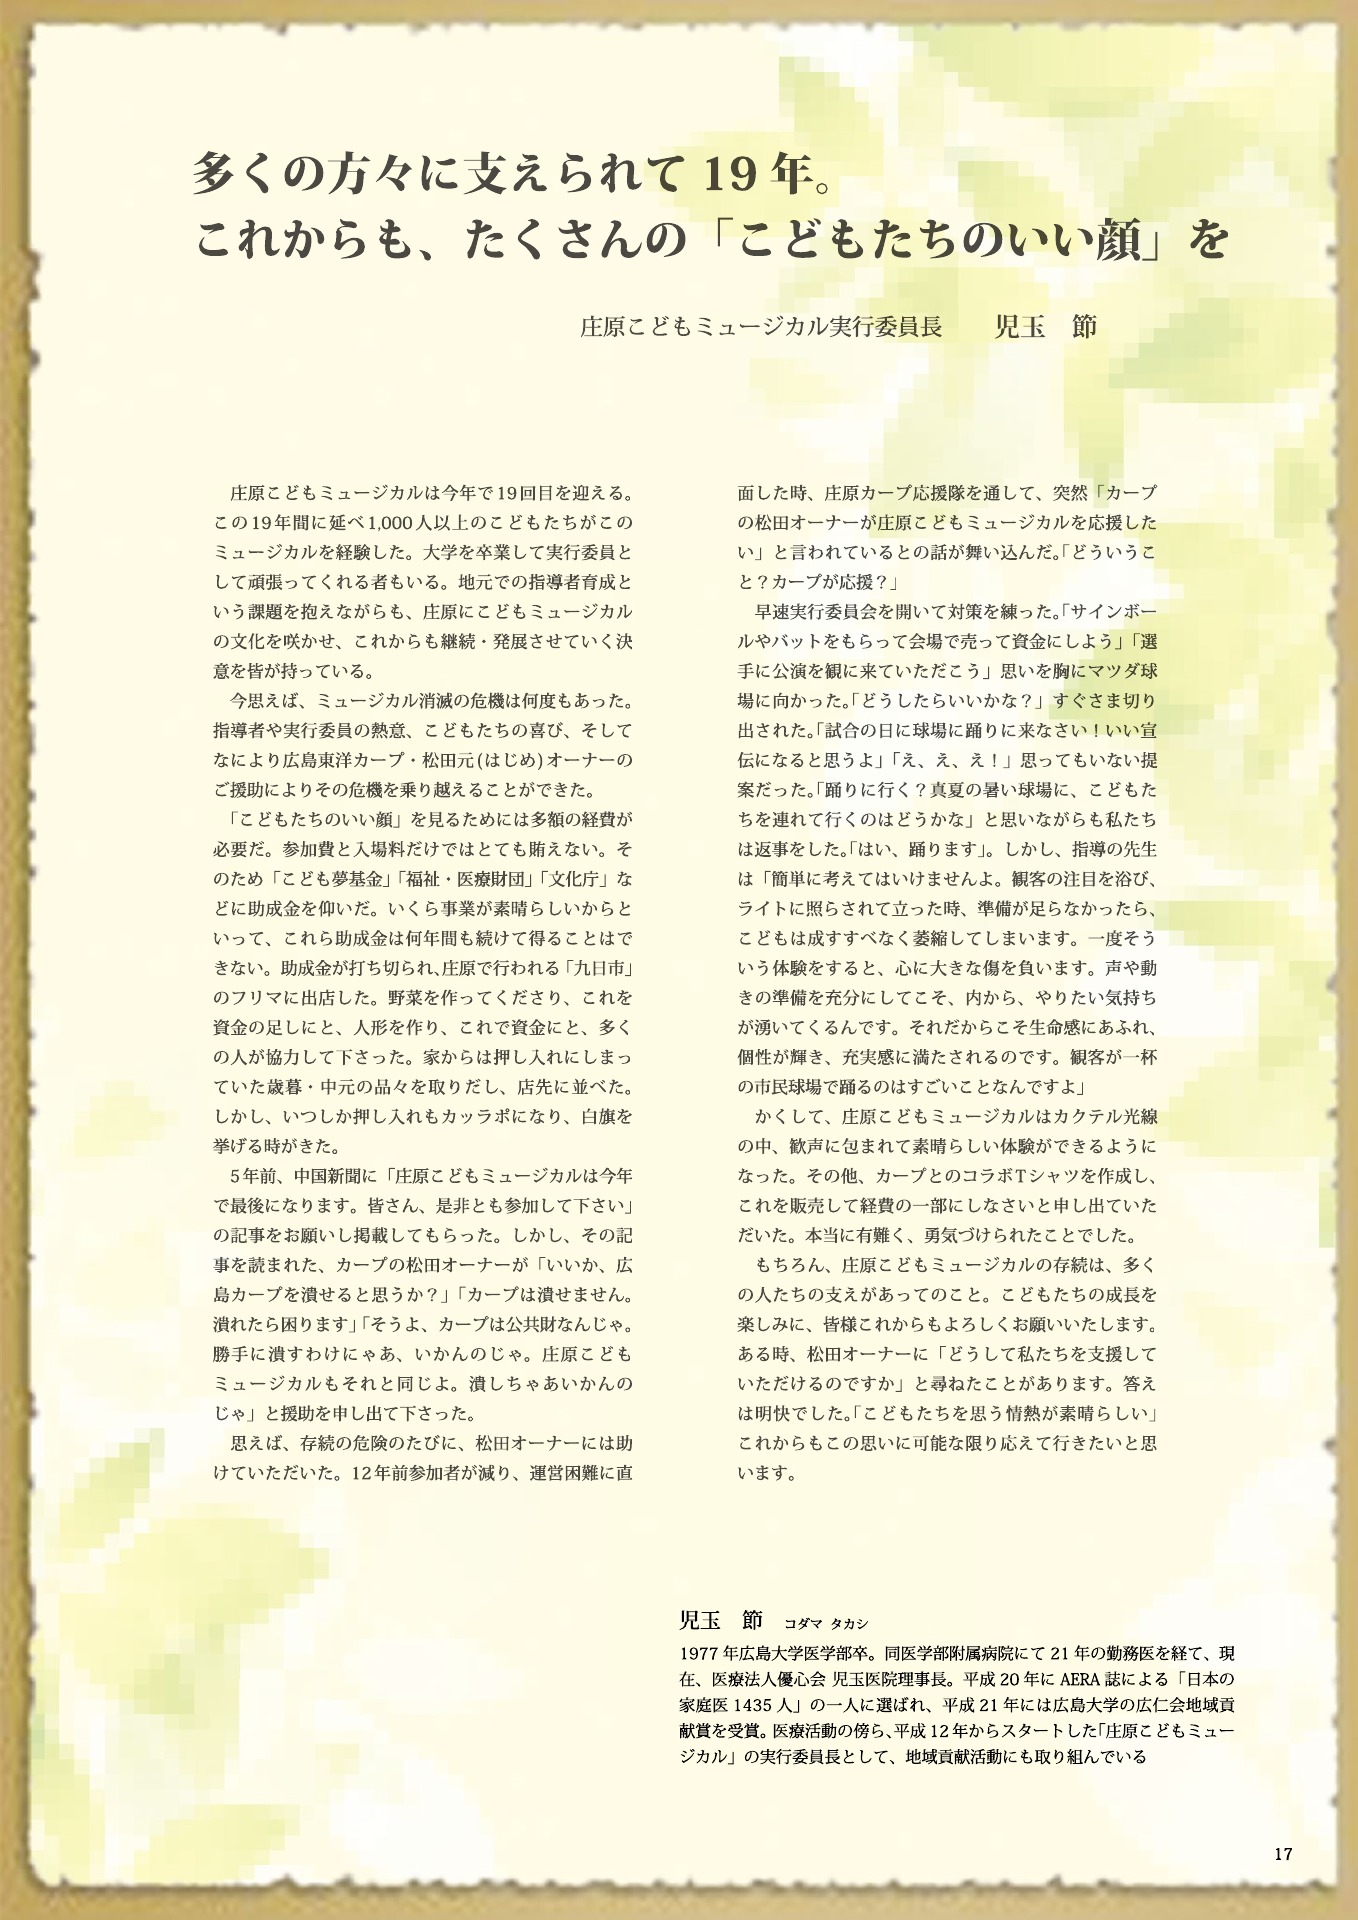 多くの方々に支えられて 19 年。
これからも、たくさんの「こどもたちのいい顔」を
庄原こどもミュージカル実行委員長　　児玉　節
　庄原こどもミュージカルは今年で19回目を迎える。
この19年間に延べ1,000人以上のこどもたちがこの
ミュージカルを経験した。大学を卒業して実行委員と
して頑張ってくれる者もいる。地元での指導者育成と
いう課題を抱えながらも、庄原にこどもミュージカル
の文化を咲かせ、これからも継続・発展させていく決
意を皆が持っている。
　今思えば、ミュージカル消滅の危機は何度もあった。
指導者や実行委員の熱意、こどもたちの喜び、そして
なにより広島東洋カープ・松田元(はじめ)オーナーの
ご援助によりその危機を乗り越えることができた。
　「こどもたちのいい顔」を見るためには多額の経費が
必要だ。参加費と入場料だけではとても賄えない。そ
のため「こども夢基金」「福祉・医療財団」「文化庁」な
どに助成金を仰いだ。いくら事業が素晴らしいからと
いって、これら助成金は何年間も続けて得ることはで
きない。助成金が打ち切られ、庄原で行われる「九日市」
のフリマに出店した。野菜を作ってくださり、これを
資金の足しにと、人形を作り、これで資金にと、多く
の人が協力して下さった。家からは押し入れにしまっ
ていた歳暮・中元の品々を取りだし、店先に並べた。
しかし、いつしか押し入れもカッラポになり、白旗を
挙げる時がきた。
　5年前、中国新聞に「庄原こどもミュージカルは今年
で最後になります。皆さん、是非とも参加して下さい」
の記事をお願いし掲載してもらった。しかし、その記
事を読まれた、カープの松田オーナーが「いいか、広
島カープを潰せると思うか？」「カープは潰せません。
潰れたら困ります」「そうよ、カープは公共財なんじゃ。
勝手に潰すわけにゃあ、いかんのじゃ。庄原こども
ミュージカルもそれと同じよ。潰しちゃあいかんの
じゃ」と援助を申し出て下さった。
　思えば、存続の危険のたびに、松田オーナーには助
けていただいた。12年前参加者が減り、運営困難に直
面した時、庄原カープ応援隊を通して、突然「カープ
の松田オーナーが庄原こどもミュージカルを応援した
い」と言われているとの話が舞い込んだ。「どういうこ
と？カープが応援？」
　早速実行委員会を開いて対策を練った。「サインボー
ルやバットをもらって会場で売って資金にしよう」「選
手に公演を観に来ていただこう」思いを胸にマツダ球
場に向かった。「どうしたらいいかな？」すぐさま切り
出された。「試合の日に球場に踊りに来なさい！いい宣
伝になると思うよ」「え、え、え！」思ってもいない提
案だった。「踊りに行く？真夏の暑い球場に、こどもた
ちを連れて行くのはどうかな」と思いながらも私たち
は返事をした。「はい、踊ります」。しかし、指導の先生
は「簡単に考えてはいけませんよ。観客の注目を浴び、
ライトに照らされて立った時、準備が足らなかったら、
こどもは成すすべなく萎縮してしまいます。一度そう
いう体験をすると、心に大きな傷を負います。声や動
きの準備を充分にしてこそ、内から、やりたい気持ち
が湧いてくるんです。それだからこそ生命感にあふれ、
個性が輝き、充実感に満たされるのです。観客が一杯
の市民球場で踊るのはすごいことなんですよ」
　かくして、庄原こどもミュージカルはカクテル光線
の中、歓声に包まれて素晴らしい体験ができるように
なった。その他、カープとのコラボTシャツを作成し、
これを販売して経費の一部にしなさいと申し出ていた
だいた。本当に有難く、勇気づけられたことでした。
　もちろん、庄原こどもミュージカルの存続は、多く
の人たちの支えがあってのこと。こどもたちの成長を
楽しみに、皆様これからもよろしくお願いいたします。
ある時、松田オーナーに「どうして私たちを支援して
いただけるのですか」と尋ねたことがあります。答え
は明快でした。「こどもたちを思う情熱が素晴らしい」
これからもこの思いに可能な限り応えて行きたいと思
います。
児玉　節　コダマ タカシ
1977 年広島大学医学部卒。同医学部附属病院にて 21 年の勤務医を経て、現
在、医療法人優心会 児玉医院理事長。平成 20 年に AERA 誌による「日本の
家庭医 1435 人」の一人に選ばれ、平成 21 年には広島大学の広仁会地域貢
献賞を受賞。医療活動の傍ら、平成 12 年からスタートした「庄原こどもミュー
ジカル」の実行委員長として、地域貢献活動にも取り組んでいる
17